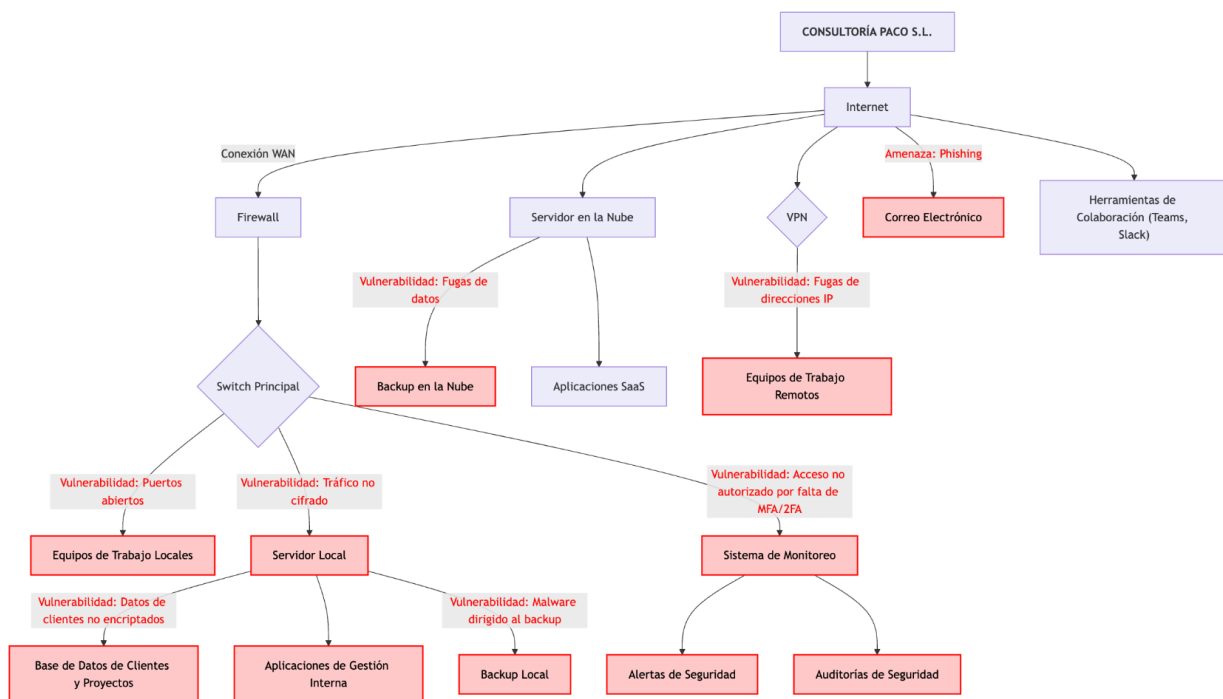 CONSULTORÍA PACO S.L.
Internet
Conexión WAN
Amenaza: Phishing
Firewall
Servidor en la Nube
VPN
Correo Electrónico
Herramientas de
Colaboración (Teams,
Slack)
Vulnerabilidad: Fugas de
datos
Vulnerabilidad: Fugas de
direcciones IP
Switch Principal
Backup en la Nube
Aplicaciones SaaS
Equipos de Trabajo
Remotos
Vulnerabilidad: Puertos
abiertos
Vulnerabilidad: Tráfico no
cifrado
Vulnerabilidad: Acceso no
autorizado por falta de
MFA/2FA
Equipos de Trabajo Locales
Servidor Local
Sistema de Monitoreo
Vulnerabilidad: Datos de
clientes no encriptados
Vulnerabilidad: Malware
dirigido al backup
Base de Datos de Clientes
y Proyectos
Aplicaciones de Gestión
Interna
Backup Local
Alertas de Seguridad
Auditorías de Seguridad